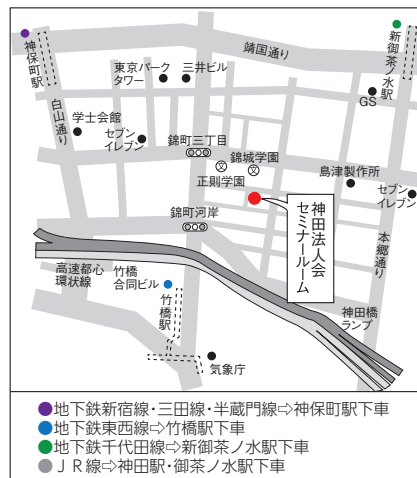 靖国通り
新御茶ノ水駅
神保町駅
東京パーク
タワー
三井ビル
白山通り
GS
学士会館
セブン
イレブン
錦町三丁目
錦城学園
正則学園
島津製作所
セブン
イレブン
錦町河岸
神田法人会
セミナールーム
本郷通り
高速都心
環状線
竹橋
合同ビル
竹橋駅
神田橋
ランプ
気象庁
●地下鉄新宿線・三田線・半蔵門線⇨神保町駅下車
●地下鉄東西線⇨竹橋駅下車
●地下鉄千代田線⇨新御茶ノ水駅下車
●ＪＲ線⇨神田駅・御茶ノ水駅下車